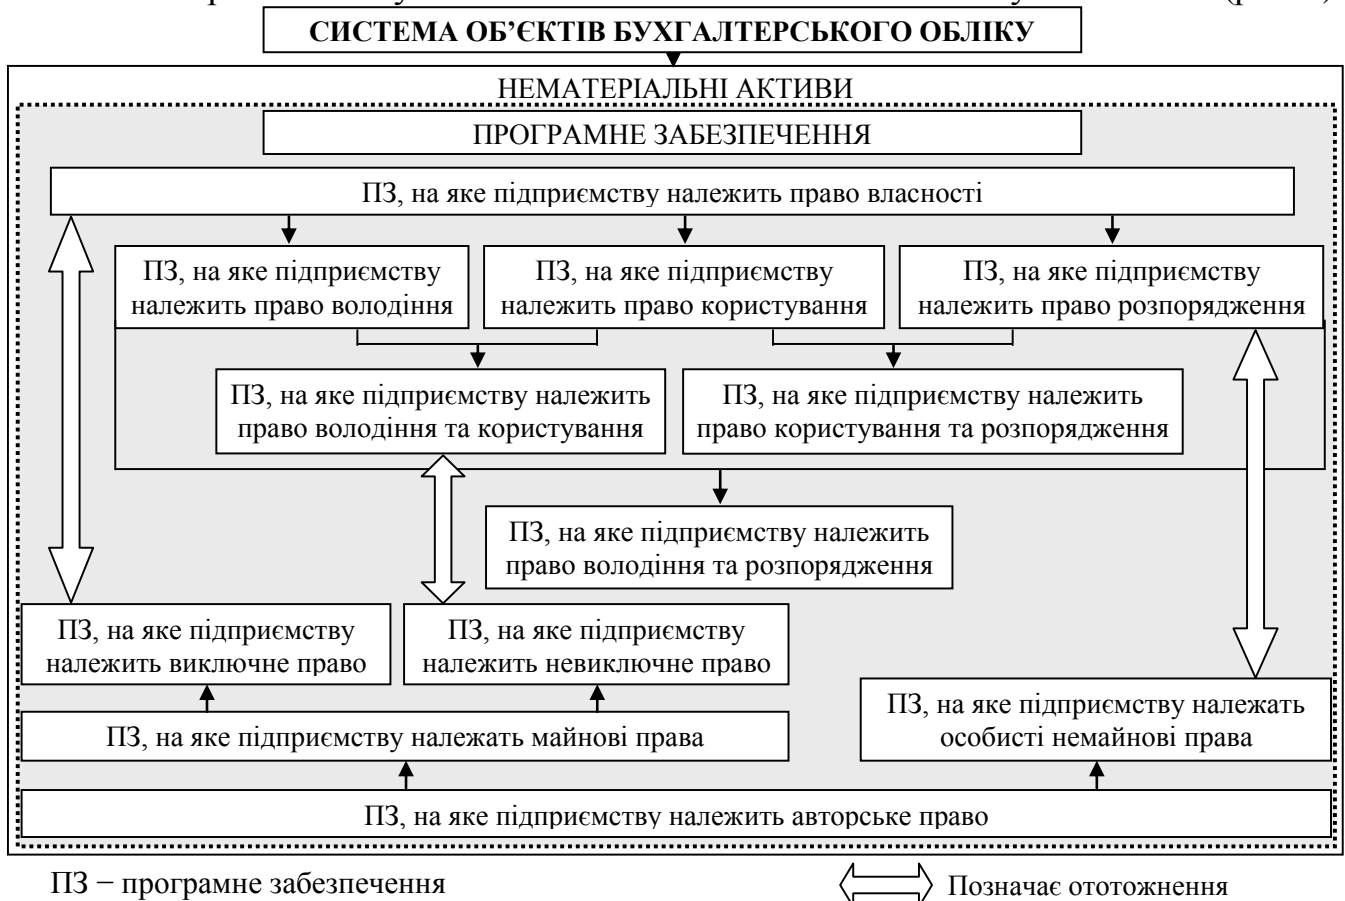 СИСТЕМА ОБ’ЄКТІВ БУХГАЛТЕРСЬКОГО ОБЛІКУ
НЕМАТЕРІАЛЬНІ АКТИВИ
ПРОГРАМНЕ ЗАБЕЗПЕЧЕННЯ
ПЗ, на яке підприємству належить право власності
ПЗ, на яке підприємству
належить право володіння
ПЗ, на яке підприємству
належить право користування
ПЗ, на яке підприємству
належить право розпорядження
ПЗ, на яке підприємству належить
право володіння та користування
ПЗ, на яке підприємству належить
право користування та розпорядження
ПЗ, на яке підприємству належить
право володіння та розпорядження
ПЗ, на яке підприємству
належить виключне право
ПЗ, на яке підприємству
належить невиключне право
ПЗ, на яке підприємству належать майнові права
ПЗ, на яке підприємству належать
особисті немайнові права
ПЗ, на яке підприємству належить авторське право
ПЗ − програмне забезпечення
Позначає ототожнення